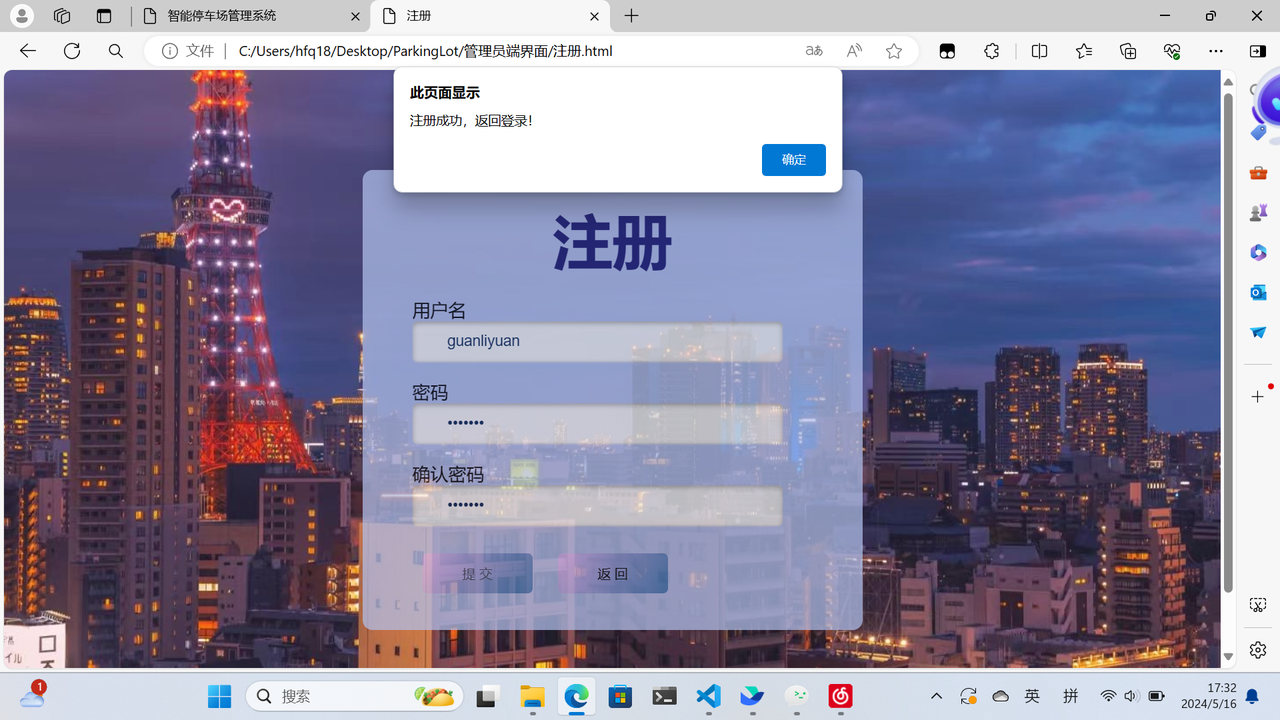 智能停车场管理系统
注册
文件
C:/Users/hfq18/Desktop/ParkingLot/管理员端界面/注册.html
此页面显示
注册成功，返回登录！
确定
注册
用户名
guanliyuan
密码
•••••••
确认密码
•••••••
提 交
返 回
1
搜索
英
拼
17:32
2024/5/16